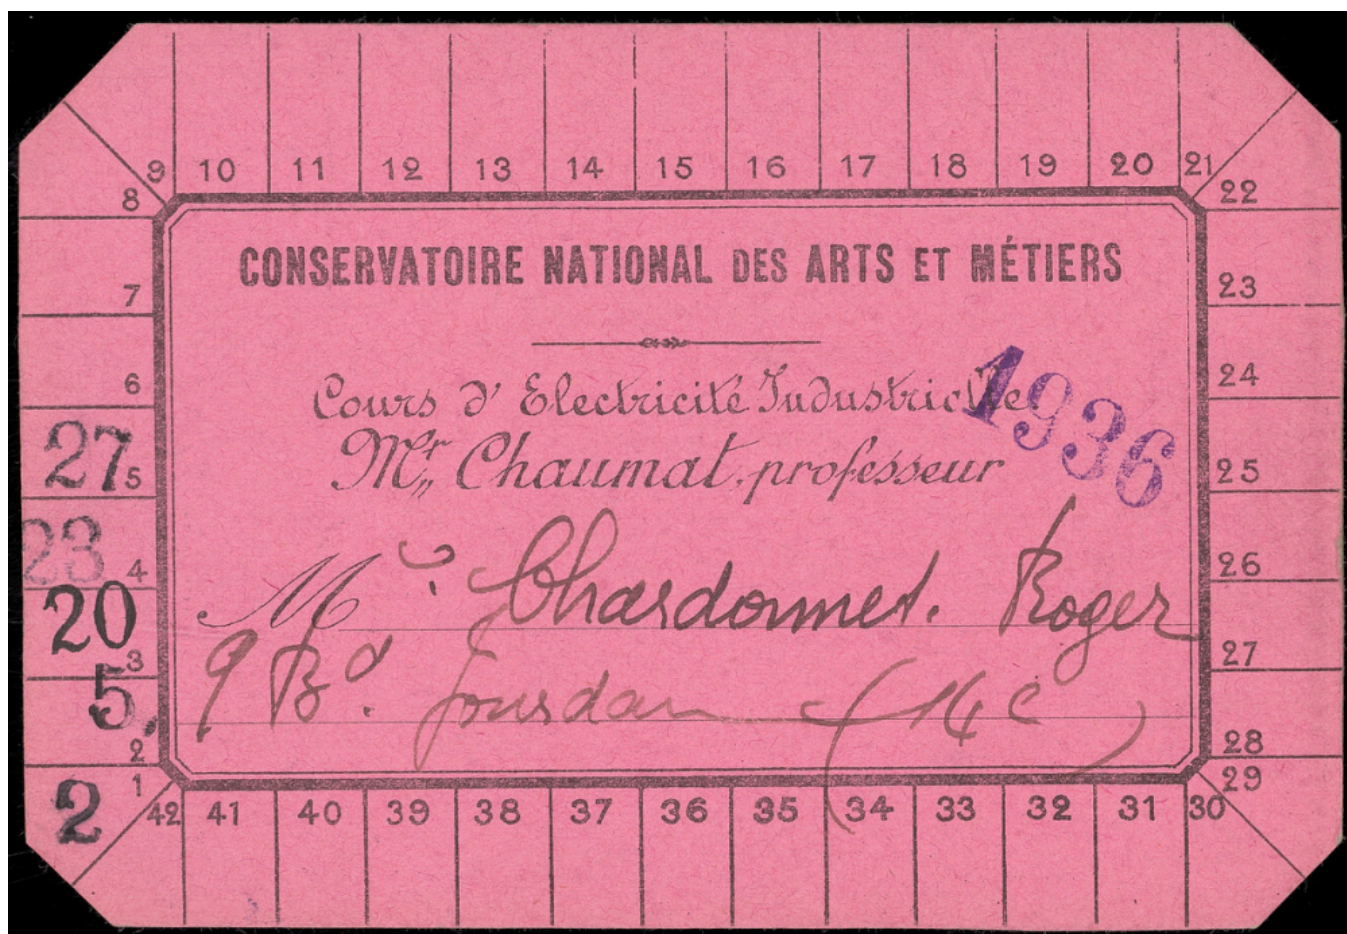 9 10 11 12 13 14 15 16 17 18 19 20 21
8 22
CONSERVATOIRE NATIONAL DES ARTS ET MÉTIERS
7 23
Cours d'Electricité Industrielle
1936
6 24
Mr Chaumat, professeur
27 5 25
23 4 26
Mr Chardonnet. Roger
20 3 27
9 Bd. Jourdan (14e)
5, 2 28
2 1 29
42 41 40 39 38 37 36 35 34 33 32 31 30